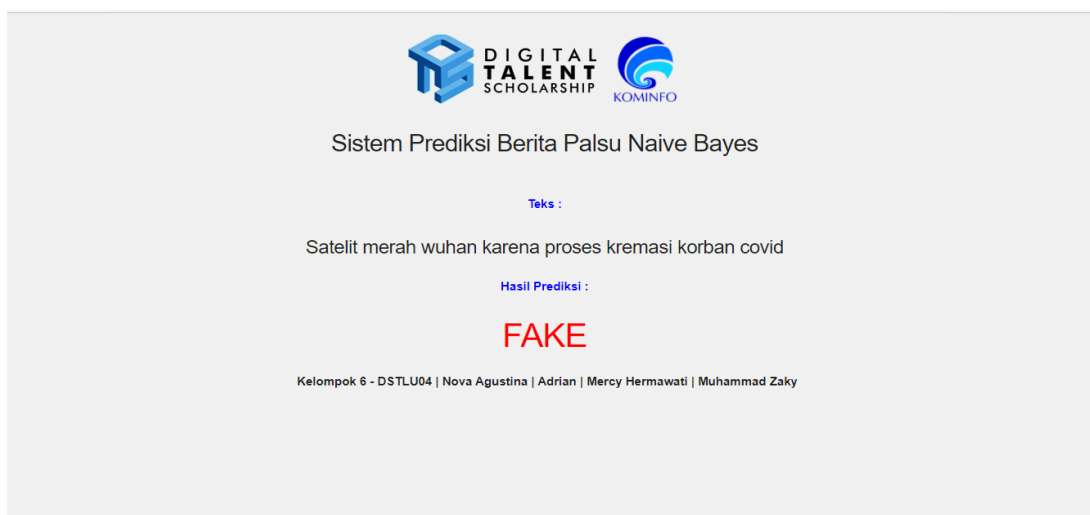 DIGITAL
TALENT
SCHOLARSHIP
KOMINFO
Sistem Prediksi Berita Palsu Naive Bayes
Teks :
Satelit merah wuhan karena proses kremasi korban covid
Hasil Prediksi :
FAKE
Kelompok 6 - DSTLU04 | Nova Agustina | Adrian | Mercy Hermawati | Muhammad Zaky